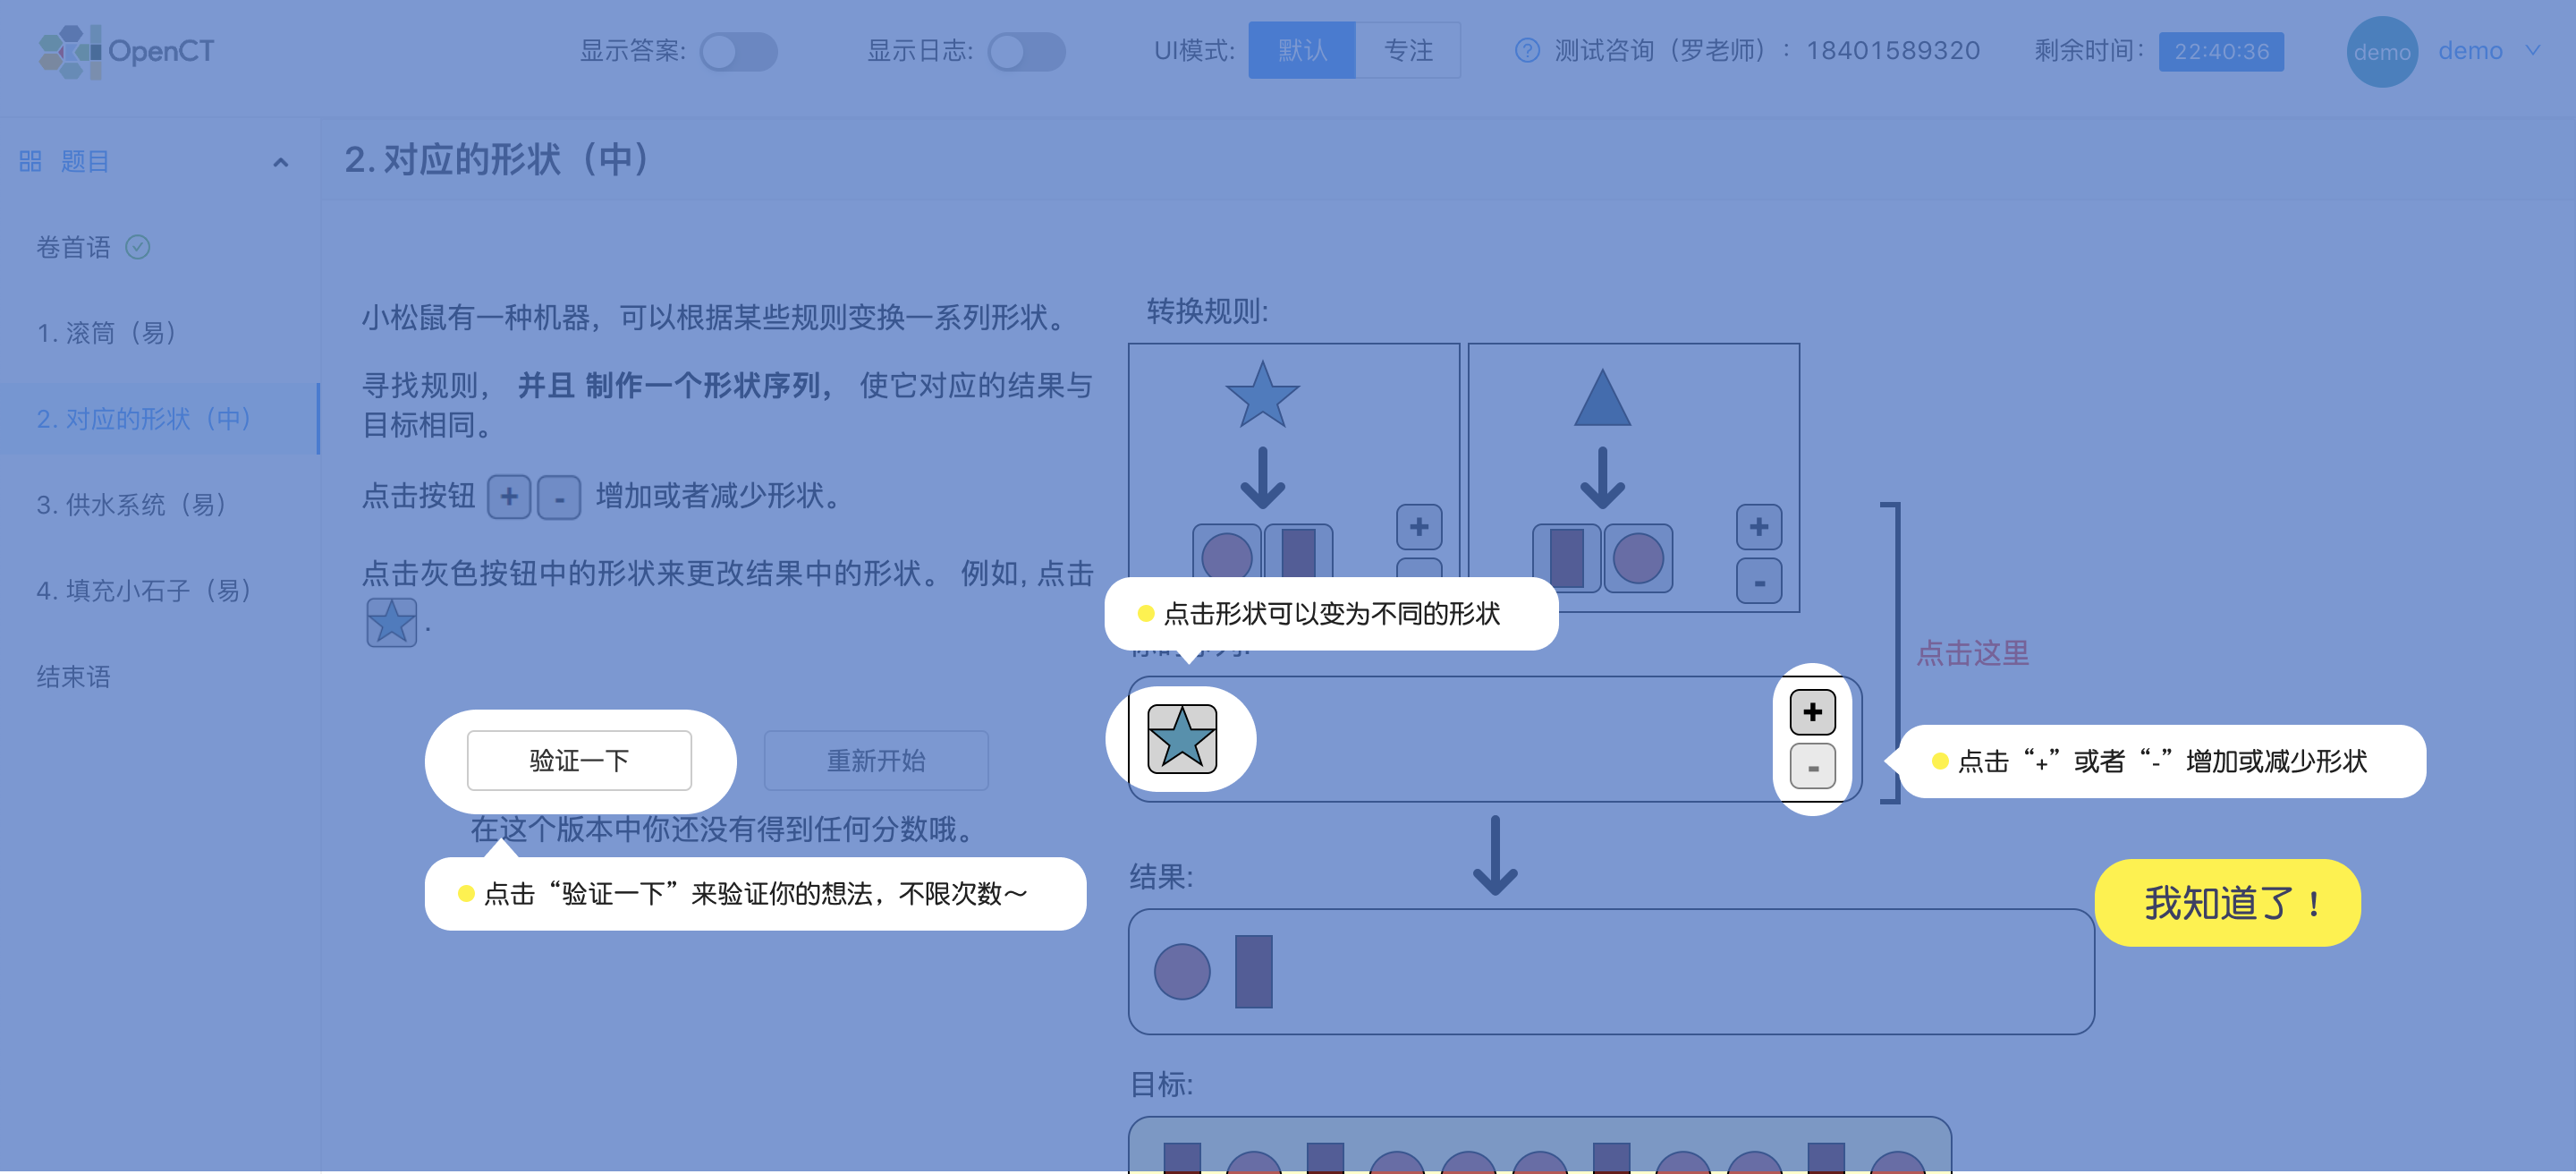 OpenCT
显示答案:
显示日志:
UI模式:
默认
专注
测试咨询（罗老师）：18401589320
剩余时间:
22:40:36
demo
demo
题目
卷首语
1. 滚筒（易）
2. 对应的形状（中）
3. 供水系统（易）
4. 填充小石子（易）
结束语
2. 对应的形状（中）
小松鼠有一种机器，可以根据某些规则变换一系列形状。
寻找规则， 并且 制作一个形状序列， 使它对应的结果与
目标相同。
点击按钮 + - 增加或者减少形状。
点击灰色按钮中的形状来更改结果中的形状。 例如, 点击
.
验证一下
重新开始
在这个版本中你还没有得到任何分数哦。
点击“验证一下”来验证你的想法，不限次数～
转换规则:
+
+
-
点击形状可以变为不同的形状
点击这里
+
-
点击“+”或者“-”增加或减少形状
结果:
我知道了！
目标: